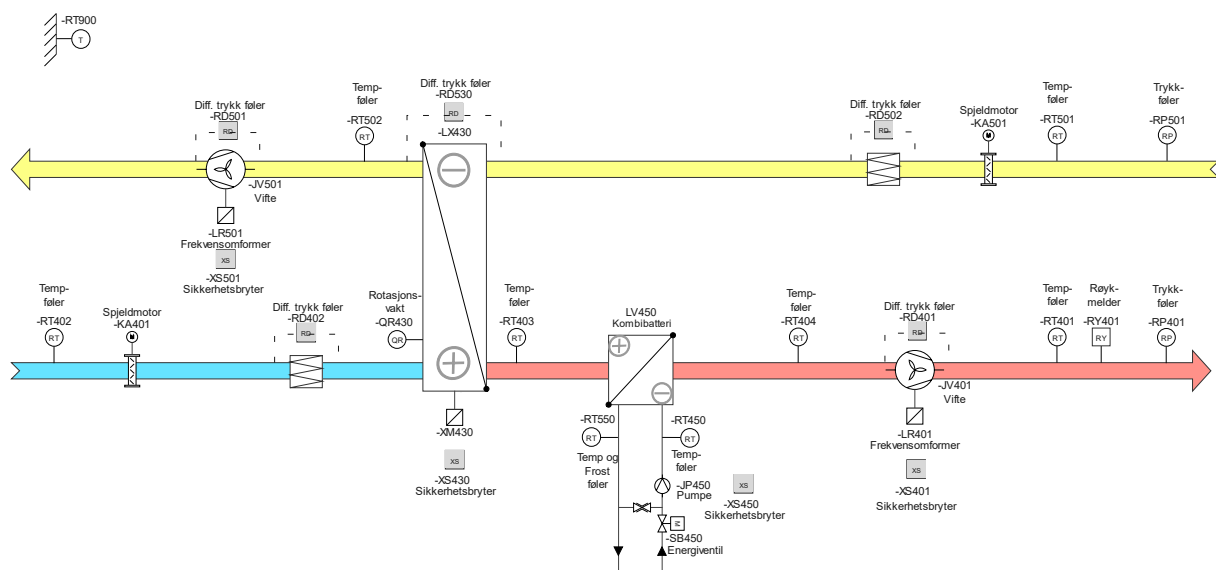 -RT900
T
Diff. trykk føler
-RD501
RD
Temp-
føler
-RT502
RT
Diff. trykk føler
-RD530
RD
-LX430
Diff. trykk føler
-RD502
RD
Spjeldmotor
-KA501
M
Temp-
føler
-RT501
RT
Trykk-
føler
-RP501
RP
-JV501
Vifte
-LR501
Frekvensomformer
XS
-XS501
Sikkerhetsbryter
Temp-
føler
-RT402
RT
Spjeldmotor
-KA401
M
Diff. trykk føler
-RD402
RD
Rotasjons-
vakt
-QR430
QR
Temp-
føler
-RT403
RT
LV450
Kombibatteri
Temp-
føler
-RT404
RT
Diff. trykk føler
-RD401
RD
Temp-
føler
-RT401
RT
Røyk-
melder
-RY401
RY
Trykk-
føler
-RP401
RP
-JV401
Vifte
-XM430
XS
-XS430
Sikkerhetsbryter
-RT550
RT
Temp og
Frost
føler
-RT450
RT
Temp-
føler
-JP450
Pumpe
XS
-XS450
Sikkerhetsbryter
M
-SB450
Energiventil
-LR401
Frekvensomformer
XS
-XS401
Sikkerhetsbryter